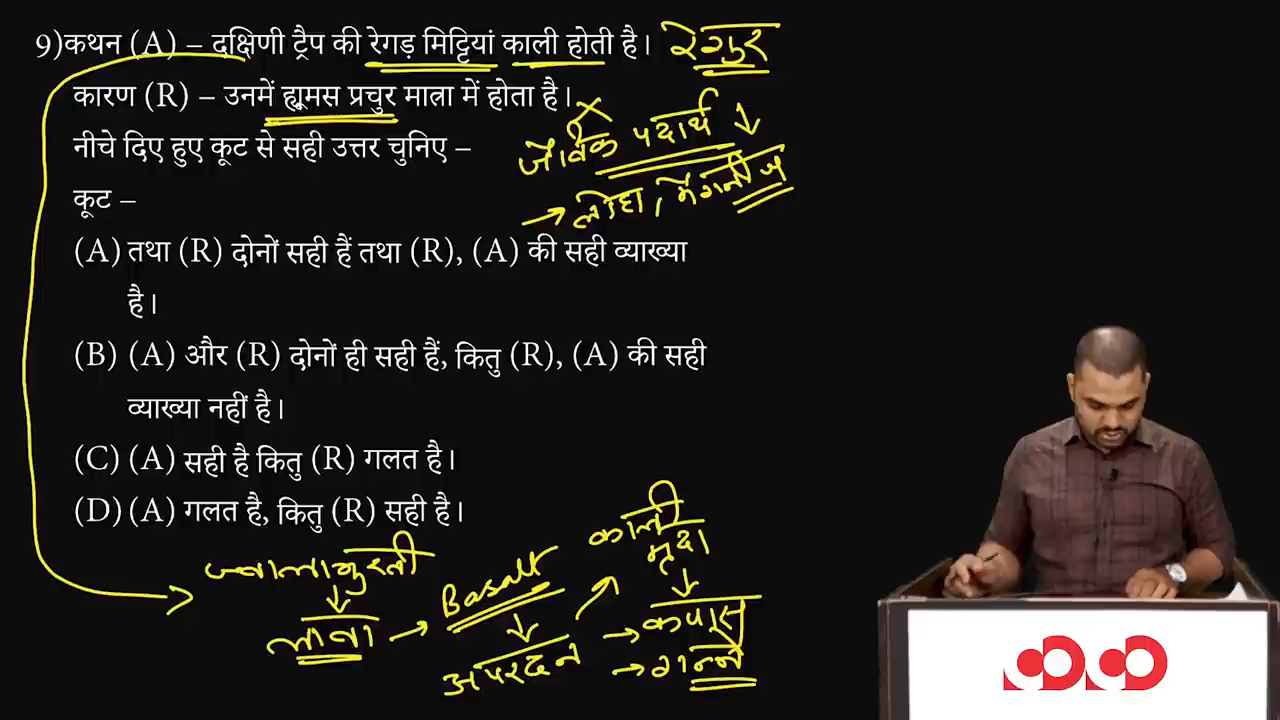 9)कथन (A) – दक्षिणी ट्रैप की रेगड़ मिट्टियां काली होती है। रेगुर
कारण (R) – उनमें ह्यूमस प्रचुर मात्रा में होता है।
जैविक पदार्थ ↓
नीचे दिए हुए कूट से सही उत्तर चुनिए –
→ लोहा, मैगनीज
कूट –
(A) तथा (R) दोनों सही हैं तथा (R), (A) की सही व्याख्या
है।
(B) (A) और (R) दोनों ही सही हैं, कितु (R), (A) की सही
व्याख्या नहीं है।
(C) (A) सही है कितु (R) गलत है।
(D) (A) गलत है, कितु (R) सही है।
ज्वालामुखी
लावा → Basalt
अपरदन
काली
मृदा
→ कपास
→ गन्ने